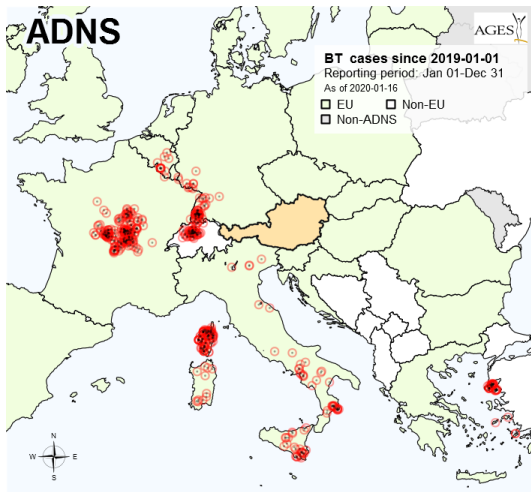 ADNS
AGES
BT cases since 2019-01-01
Reporting period: Jan 01-Dec 31
As of 2020-01-16
EU Non-EU
Non-ADNS
N
W E
S